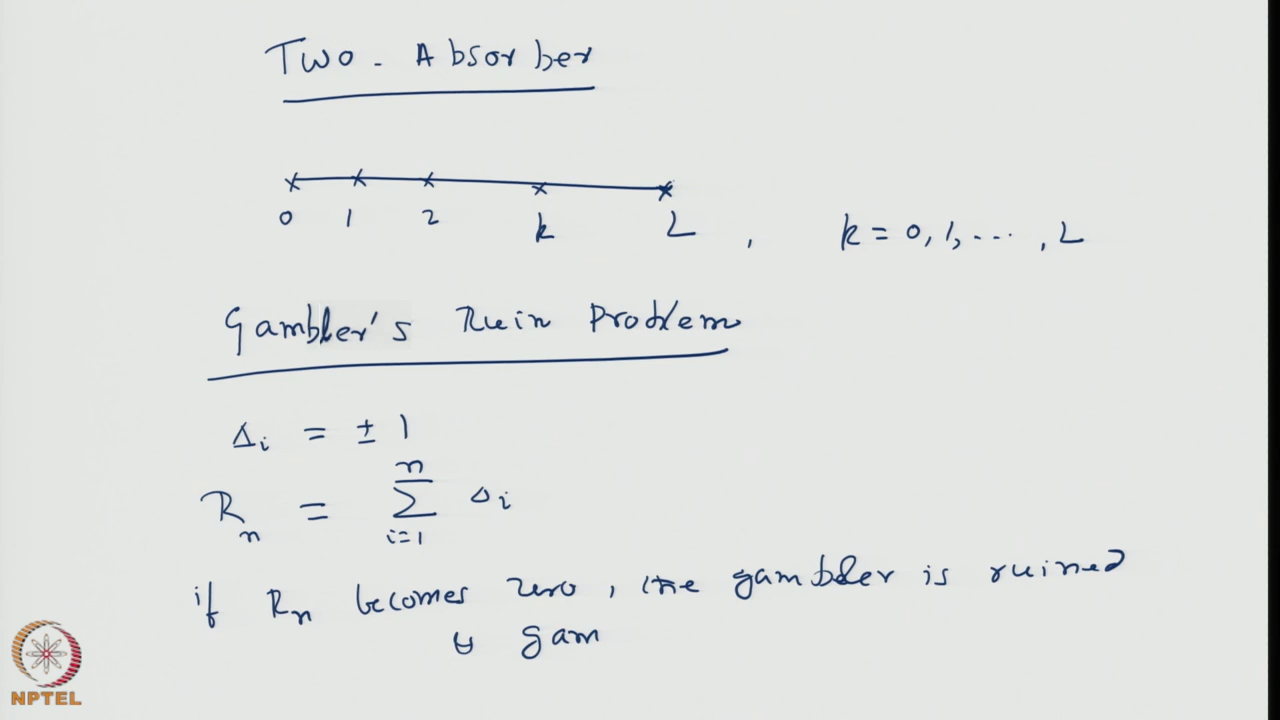 Two - Absorber
0 1 2 k L , k = 0, 1, ... , L
Gambler's Ruin Problem
Δi = ± 1
Rn = Σ Δi
n
i=1
if Rn becomes zero, the gambler is ruined
& gam
NPTEL